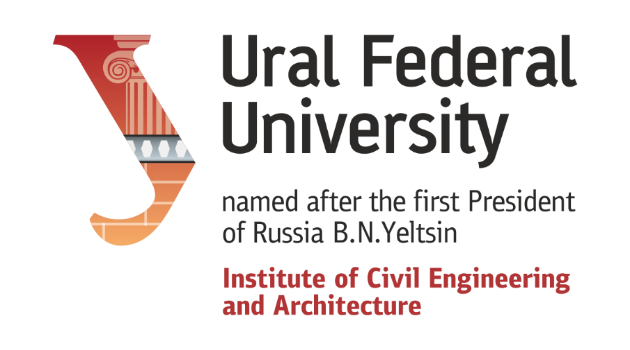 Ural Federal
University
named after the first President
of Russia B.N.Yeltsin
Institute of Civil Engineering
and Architecture